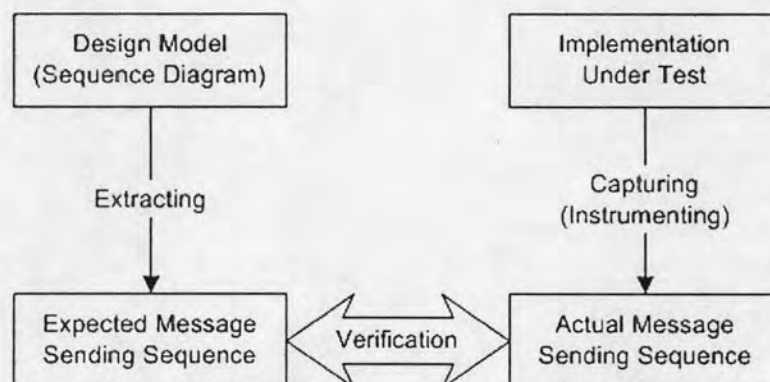 Design Model
(Sequence Diagram)
Implementation
Under Test
Extracting
Capturing
(Instrumenting)
Expected Message
Sending Sequence
Verification
Actual Message
Sending Sequence